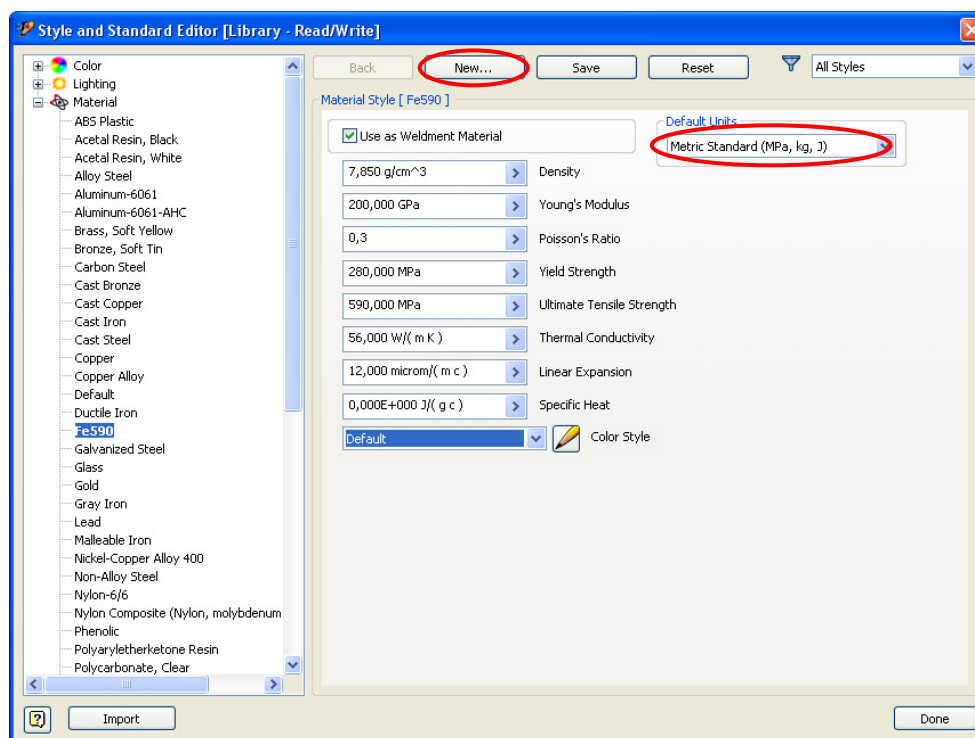 Style and Standard Editor [Library - Read/Write]
Color
Lighting
Material
ABS Plastic
Acetal Resin, Black
Acetal Resin, White
Alloy Steel
Aluminum-6061
Aluminum-6061-AHC
Brass, Soft Yellow
Bronze, Soft Tin
Carbon Steel
Cast Bronze
Cast Copper
Cast Iron
Cast Steel
Copper
Copper Alloy
Default
Ductile Iron
Fe590
Galvanized Steel
Glass
Gold
Gray Iron
Lead
Malleable Iron
Nickel-Copper Alloy 400
Non-Alloy Steel
Nylon-6/6
Nylon Composite (Nylon, molybdenum
Phenolic
Polyaryletherketone Resin
Polycarbonate, Clear
Back New... Save Reset All Styles
Material Style [ Fe590 ]
Use as Weldment Material
Default Units
Metric Standard (MPa, kg, J)
7,850 g/cm^3 Density
200,000 GPa Young's Modulus
0,3 Poisson's Ratio
280,000 MPa Yield Strength
590,000 MPa Ultimate Tensile Strength
56,000 W/( m K ) Thermal Conductivity
12,000 microm/( m c ) Linear Expansion
0,000E+000 J/( g c ) Specific Heat
Default Color Style
? Import Done